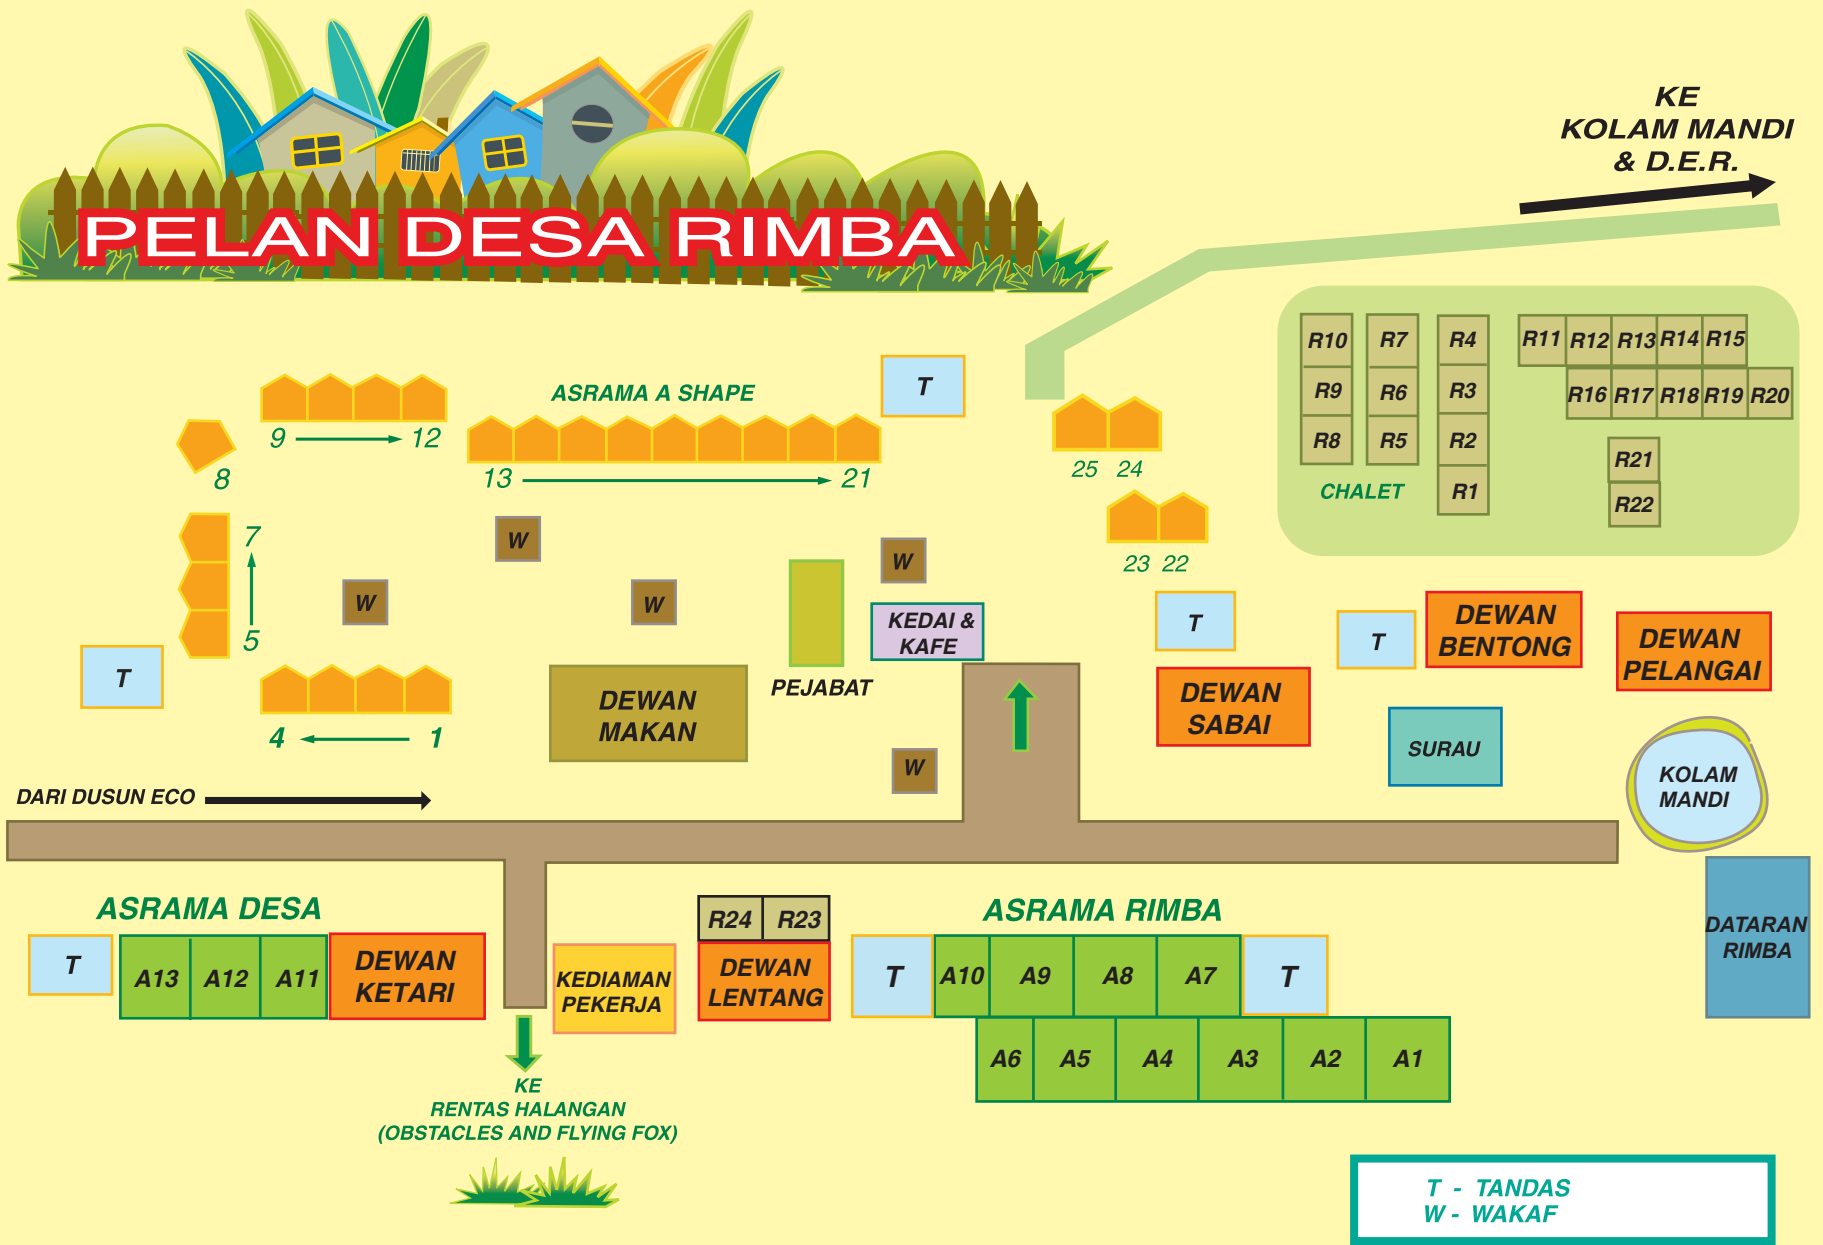 PELAN DESA RIMBA
KE
KOLAM MANDI
& D.E.R.
R10
R9
R8
R7
R6
R5
R4
R3
R2
R1
R11 R12 R13 R14 R15
R16 R17 R18 R19 R20
R21
R22
CHALET
ASRAMA A SHAPE
T
9 12
8
13 21
25 24
23 22
7
5
W
W
W
W
T
4 1
DEWAN
MAKAN
PEJABAT
KEDAI &
KAFE
W
T
DEWAN
SABAI
T
DEWAN
BENTONG
DEWAN
PELANGAI
SURAU
KOLAM
MANDI
DARI DUSUN ECO
DATARAN
RIMBA
ASRAMA DESA
T
A13 A12 A11
DEWAN
KETARI
KEDIAMAN
PEKERJA
R24 R23
DEWAN
LENTANG
ASRAMA RIMBA
T A10 A9 A8 A7 T
A6 A5 A4 A3 A2 A1
KE
RENTAS HALANGAN
(OBSTACLES AND FLYING FOX)
T - TANDAS
W - WAKAF